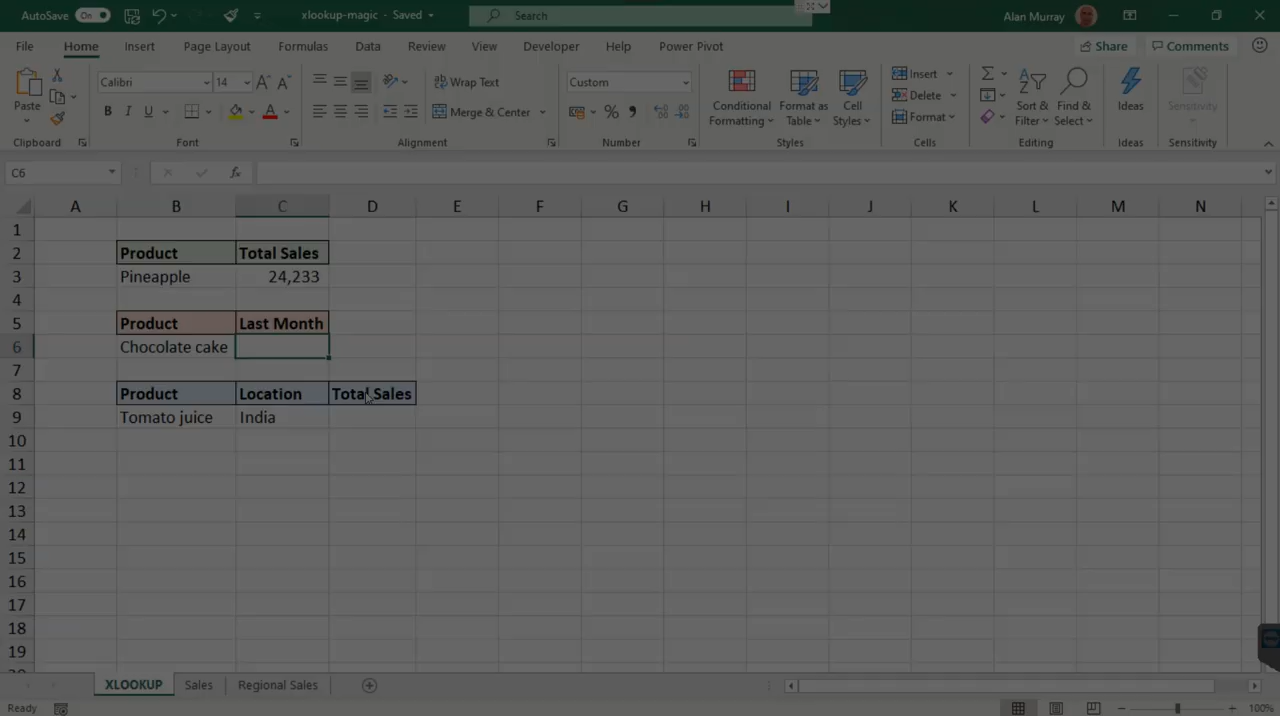 AutoSave On xlookup-magic - Saved Search Alan Murray
File Home Insert Page Layout Formulas Data Review View Developer Help Power Pivot Share Comments
Paste Calibri 14 Wrap Text Custom Conditional Formatting Format as Table Cell Styles Insert Sort & Filter Find & Select Ideas Sensitivity
B I U Merge & Center % Delete
Format
Clipboard Font Alignment Number Styles Cells Editing Ideas Sensitivity
C6 fx
A B C D E F G H I J K L M N
1
2 Product Total Sales
3 Pineapple 24,233
4
5 Product Last Month
6 Chocolate cake
7
8 Product Location Total Sales
9 Tomato juice India
10
11
12
13
14
15
16
17
18
19
XLOOKUP Sales Regional Sales
Ready 100%